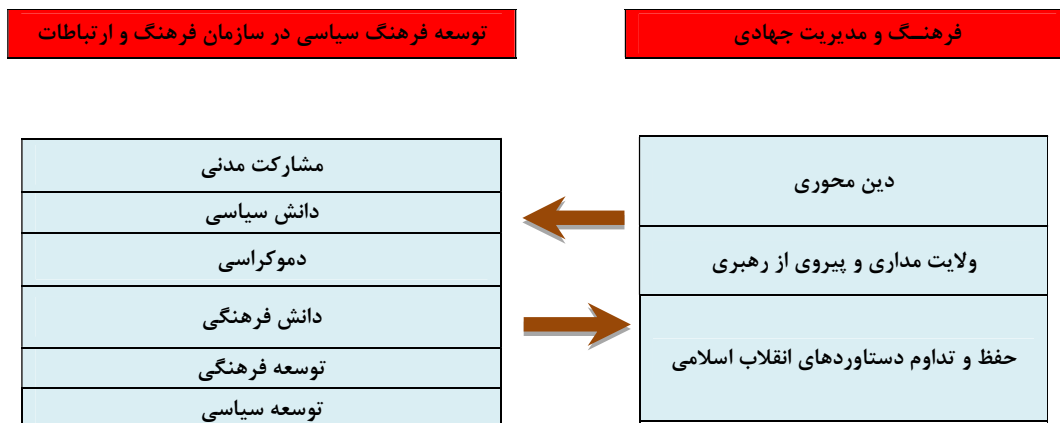 فرهنــگ و مدیریت جهادی
توسعه فرهنگ سیاسی در سازمان فرهنگ و ارتباطات
دین محوری
ولایت مداری و پیروی از رهبری
حفظ و تداوم دستاوردهای انقلاب اسلامی
مشارکت مدنی
دانش سیاسی
دموکراسی
دانش فرهنگی
توسعه فرهنگی
توسعه سیاسی